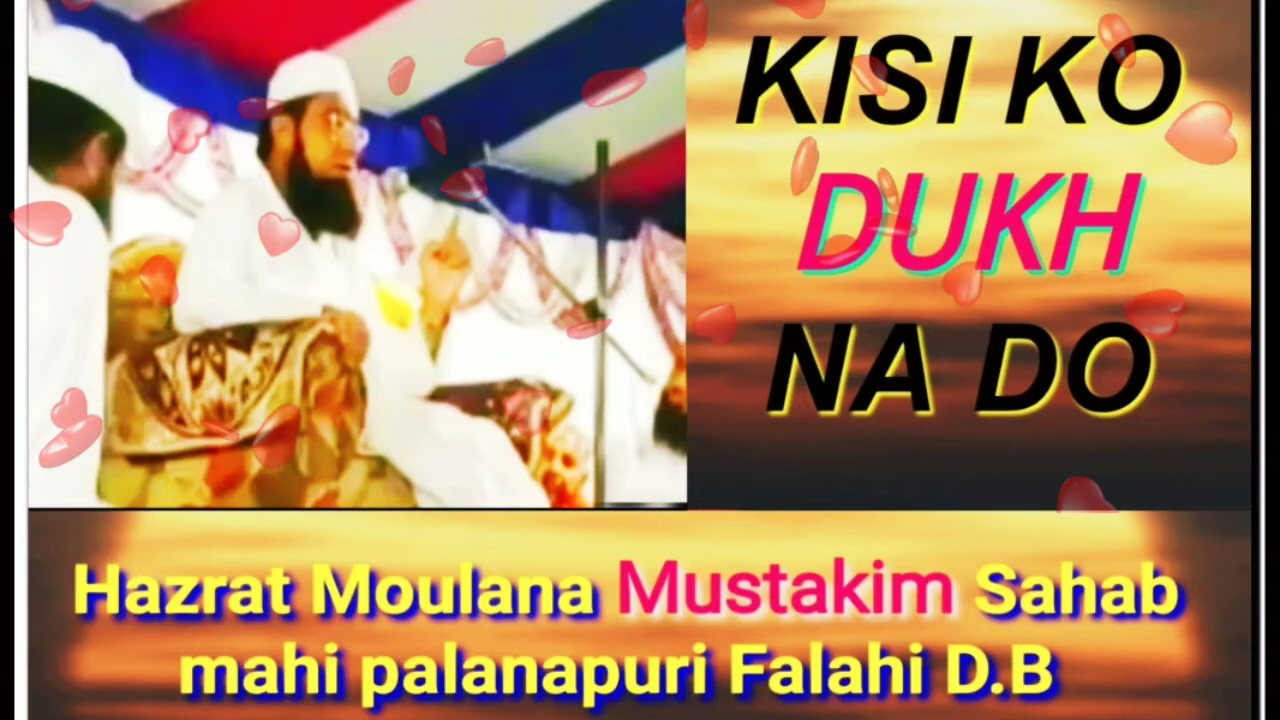 KISI KO
DUKH
NA DO
Hazrat Moulana Mustakim Sahab
mahi palanapuri Falahi D.B